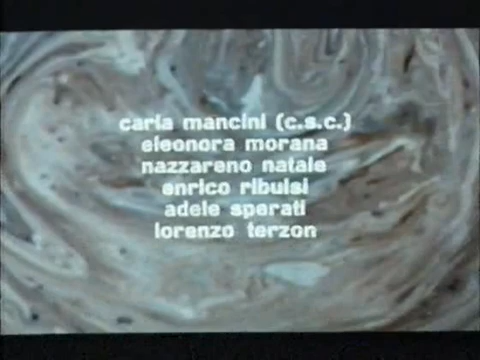 carla mancini (c.s.c.)
eleonora morana
nazzareno natale
enrico ribulsi
adele sperati
lorenzo terzon